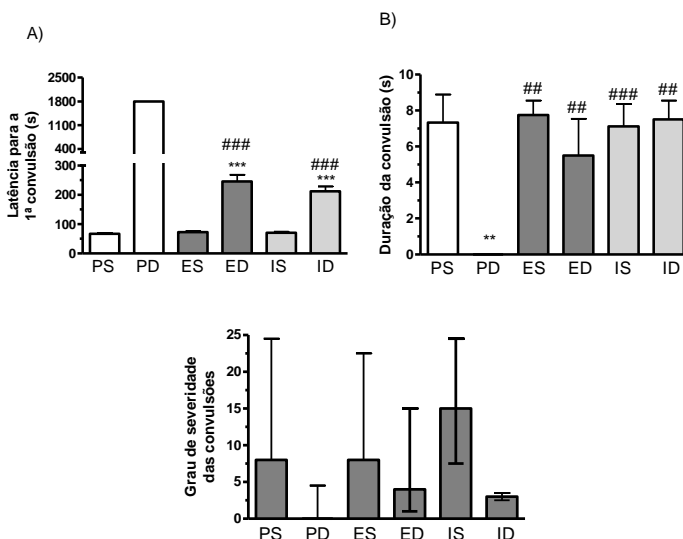 A)
Latência para a
1ª convulsão (s)
2500
1800
1100
400
300
200
100
0
###
***
###
***
PS PD ES ED IS ID
B)
Duração da convulsão (s)
10
8
6
4
2
0
**
##
##
###
##
PS PD ES ED IS ID
Grau de severidade
das convulsões
25
20
15
10
5
0
PS PD ES ED IS ID